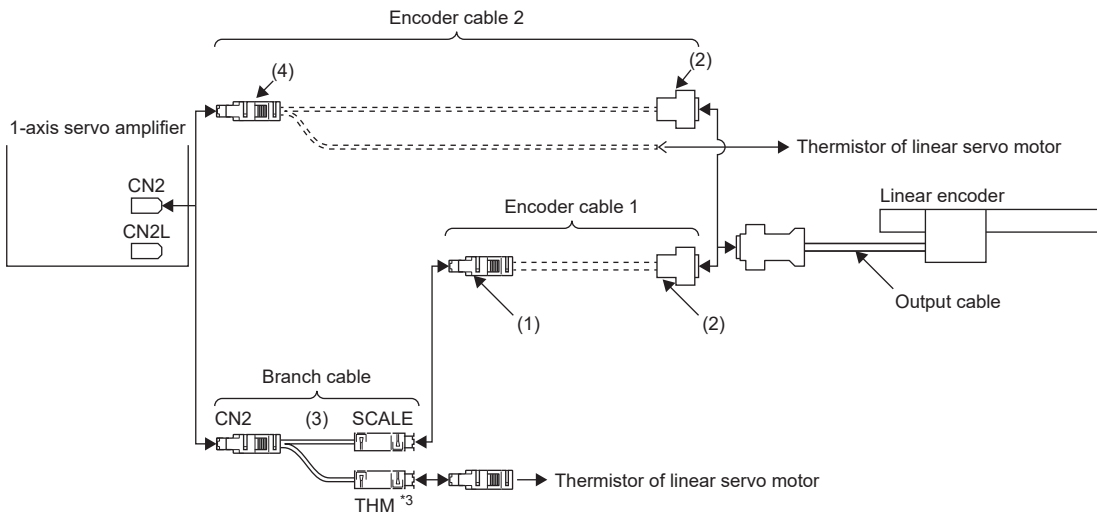 Encoder cable 2
(4)
(2)
1-axis servo amplifier
Thermistor of linear servo motor
CN2
Linear encoder
Encoder cable 1
CN2L
Output cable
(1)
(2)
Branch cable
CN2
(3)
SCALE
Thermistor of linear servo motor
THM *3